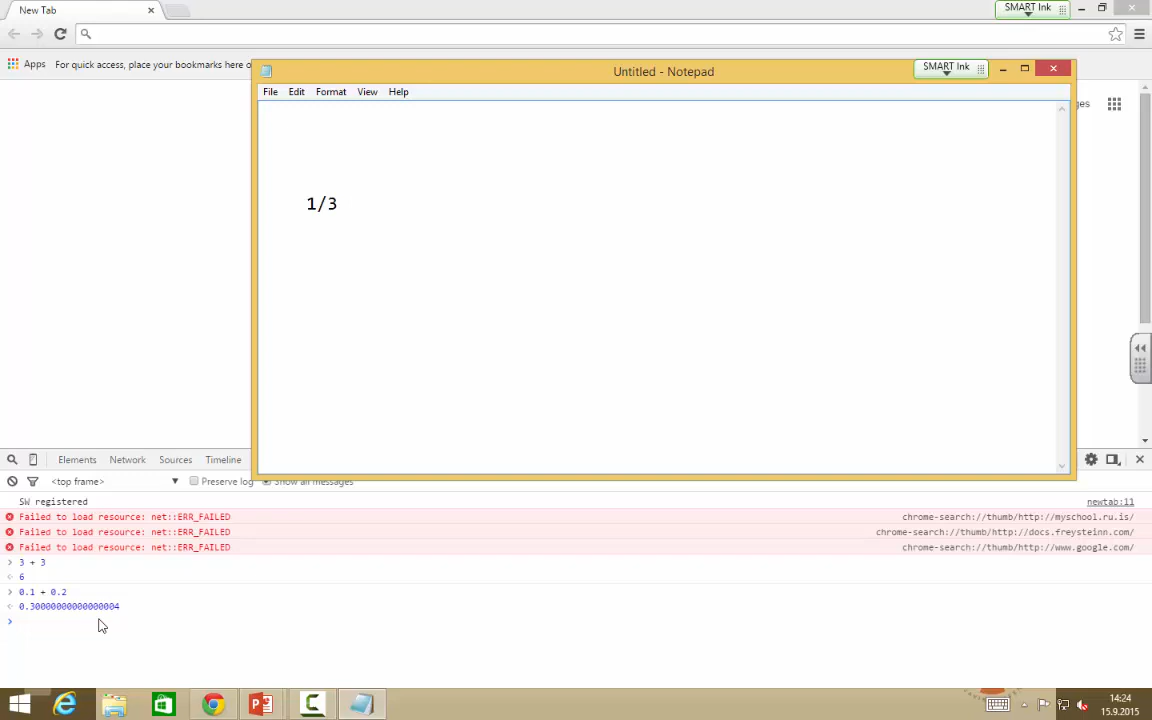 New Tab
SMART Ink
Apps
For quick access, place your bookmarks here o
Untitled - Notepad
SMART Ink
File Edit Format View Help
ges
1/3
Elements Network Sources Timeline
<top frame> Preserve log Show all messages
SW registered newtab:11
Failed to load resource: net::ERR_FAILED chrome-search://thumb/http://myschool.ru.is/
Failed to load resource: net::ERR_FAILED chrome-search://thumb/http://docs.freysteinn.com/
Failed to load resource: net::ERR_FAILED chrome-search://thumb/http://www.google.com/
> 3 + 3
< 6
> 0.1 + 0.2
< 0.30000000000000004
>
14:24
15.9.2015